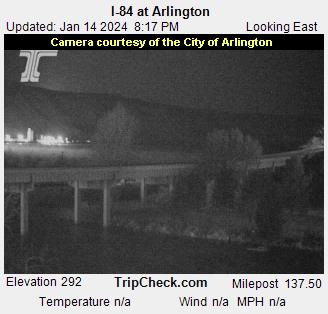 I-84 at Arlington
Updated: Jan 14 2024 8:17 PM Looking East
Camera courtesy of the City of Arlington
Elevation 292 TripCheck.com Milepost 137.50
Temperature n/a Wind n/a MPH n/a